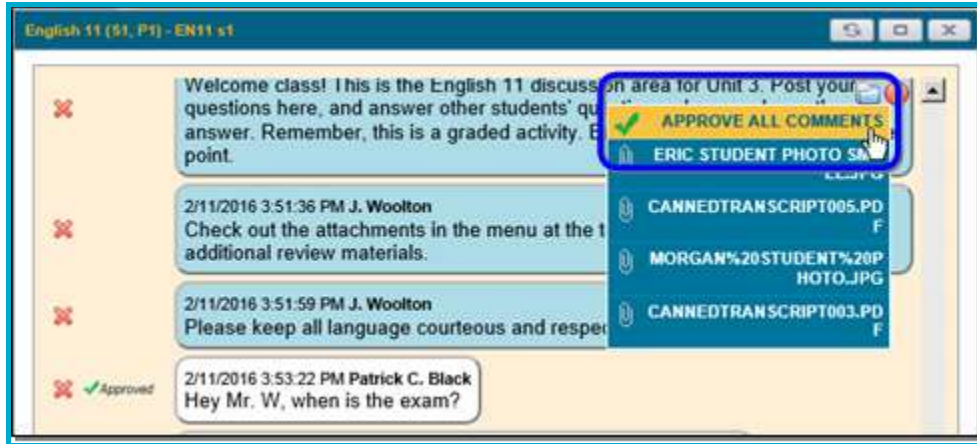 English 11 (S1, P1) - EN11 s1
Welcome class! This is the English 11 discussion area for Unit 3. Post your
questions here, and answer other students' qu
answer. Remember, this is a graded activity. E
point.
APPROVE ALL COMMENTS
ERIC STUDENT PHOTO SM
LL.JPG
CANNEDTRANSCRIPT005.PD
F
MORGAN%20STUDENT%20P
HOTO.JPG
CANNEDTRANSCRIPT003.PD
F
2/11/2016 3:51:36 PM J. Woolton
Check out the attachments in the menu at the t
additional review materials.
2/11/2016 3:51:59 PM J. Woolton
Please keep all language courteous and respec
Approved
2/11/2016 3:53:22 PM Patrick C. Black
Hey Mr. W, when is the exam?